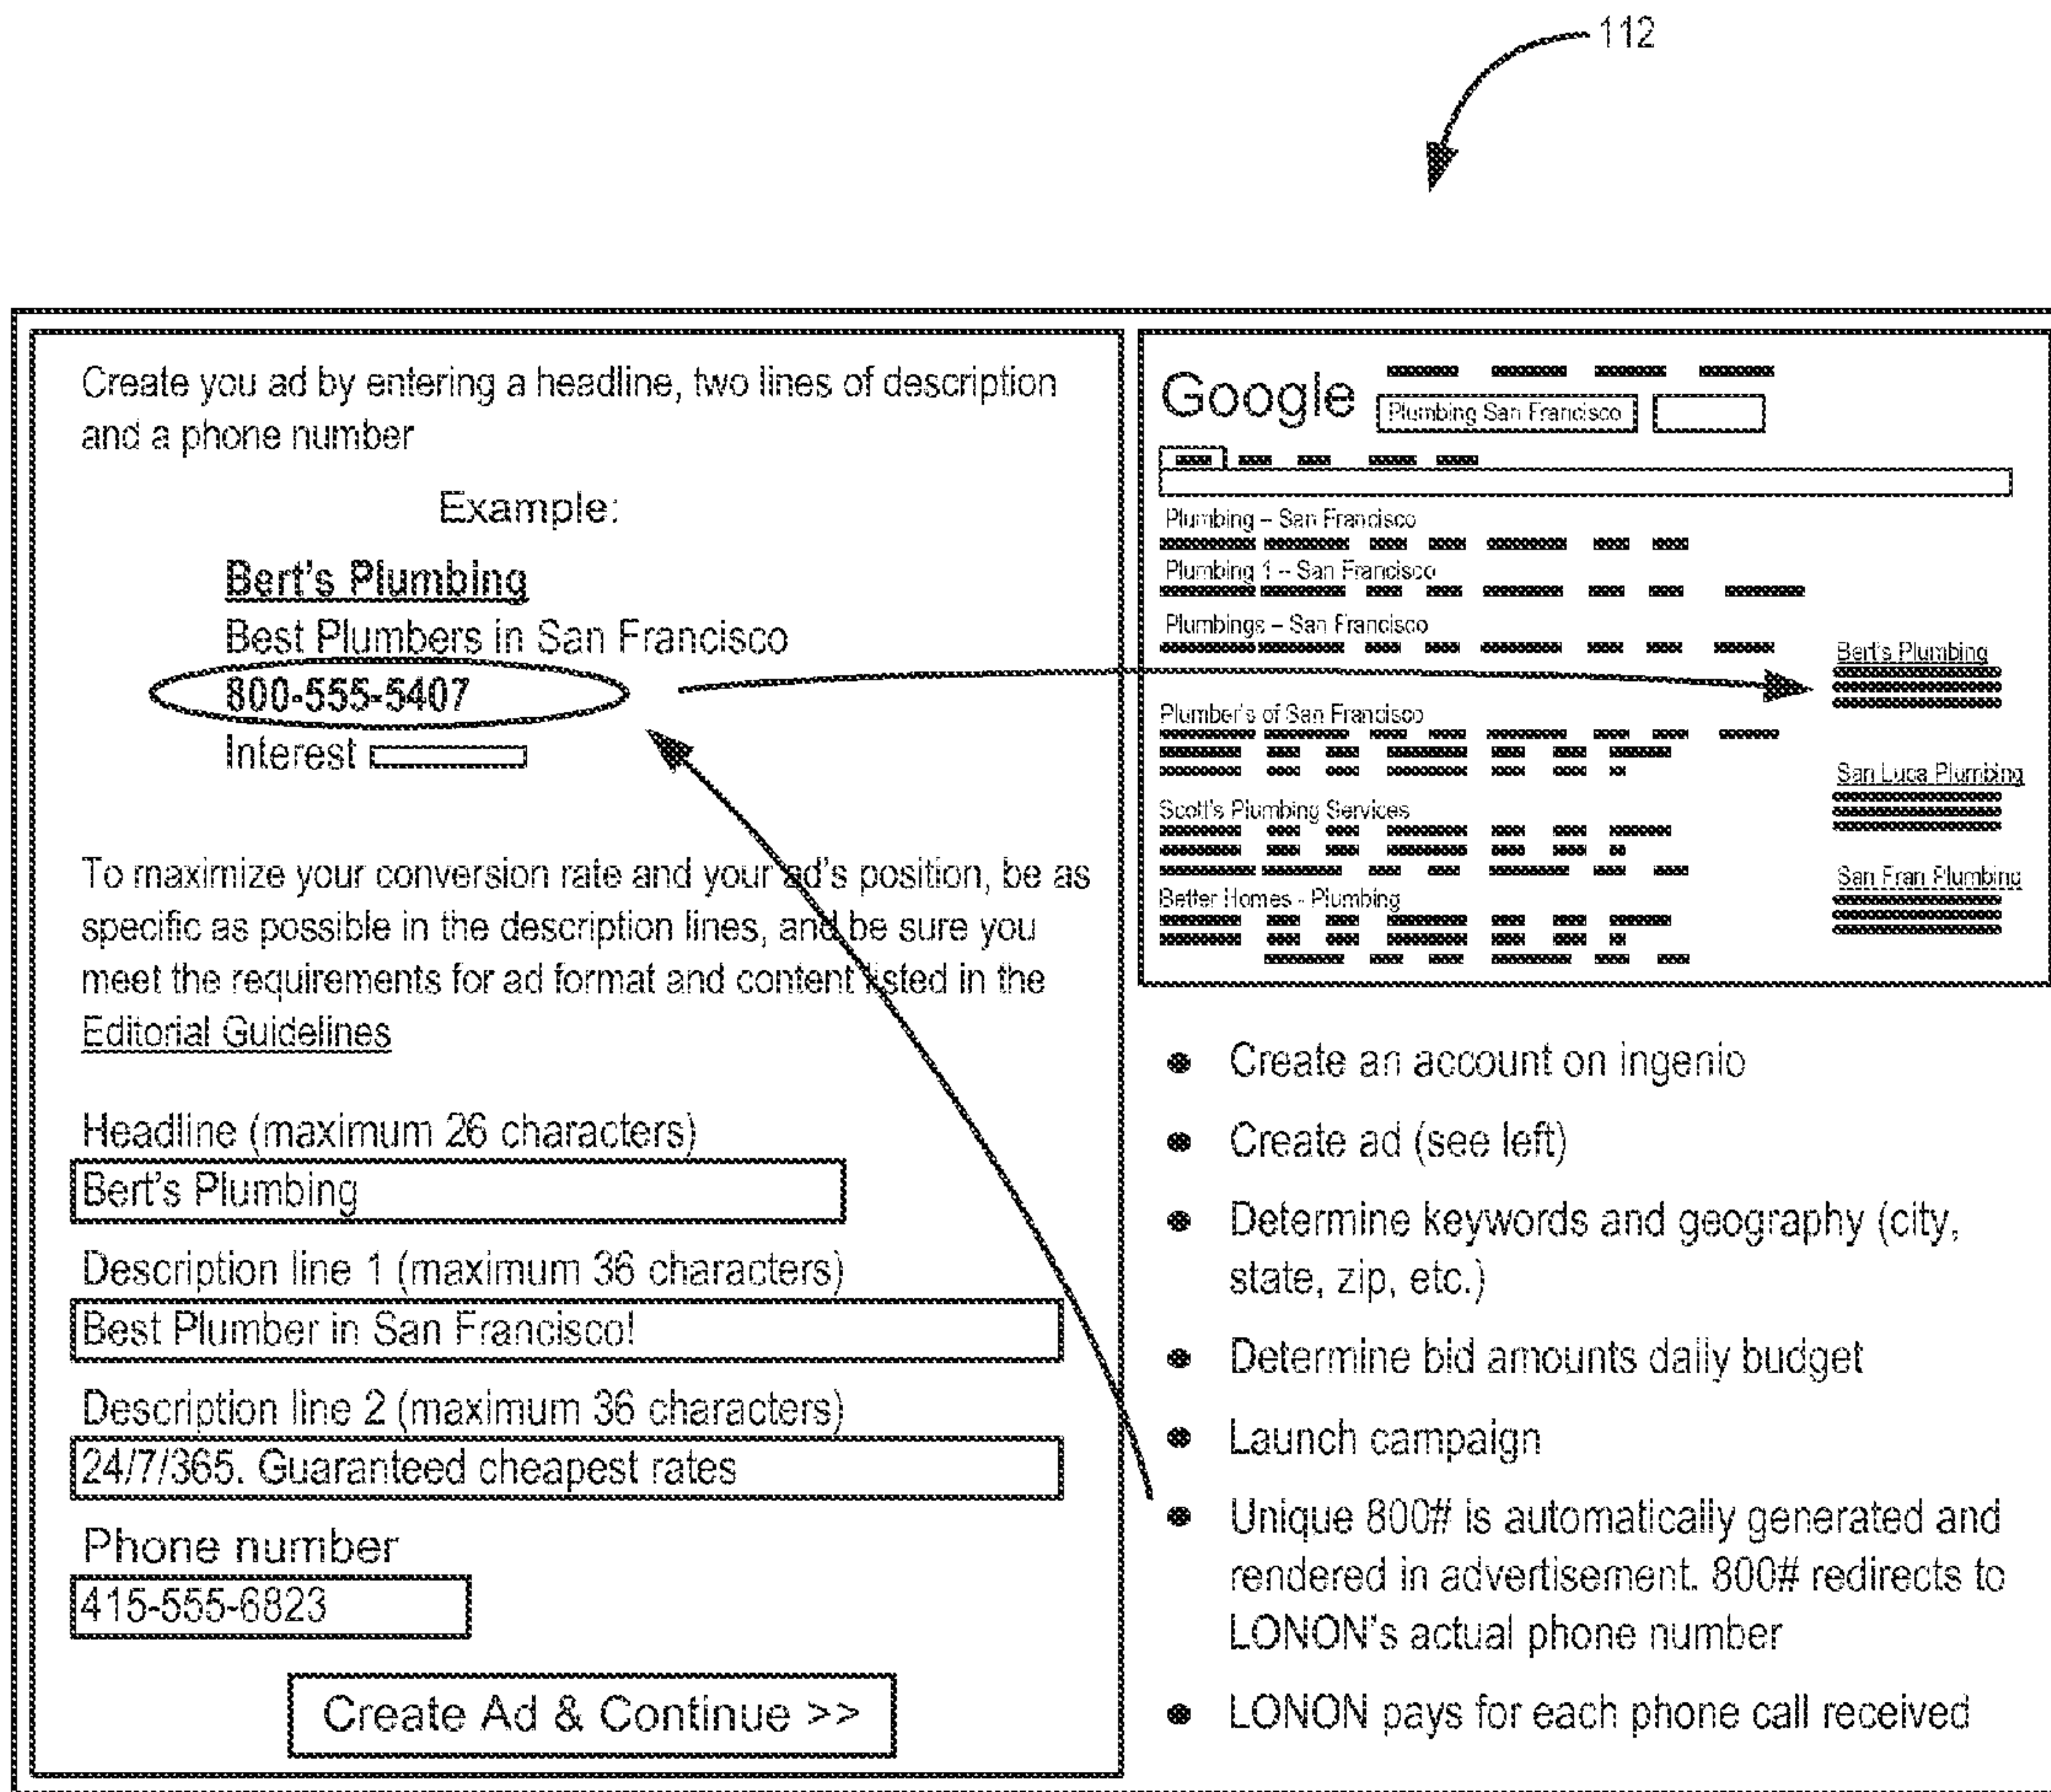 112
Create you ad by entering a headline, two lines of description
and a phone number
Example:
Bert's Plumbing
Best Plumbers in San Francisco
800-555-5407
Interest
To maximize your conversion rate and your ad's position, be as
specific as possible in the description lines, and be sure you
meet the requirements for ad format and content listed in the
Editorial Guidelines
Headline (maximum 26 characters)
Bert's Plumbing
Description line 1 (maximum 36 characters)
Best Plumber in San Francisco!
Description line 2 (maximum 36 characters)
24/7/365. Guaranteed cheapest rates
Phone number
415-555-6823
Create Ad & Continue >>
Google
Plumbing San Francisco
Plumbing – San Francisco
Plumbing 1 – San Francisco
Plumbings – San Francisco
Plumber's of San Francisco
Scott's Plumbing Services
Better Homes - Plumbing
Bert's Plumbing
San Luca Plumbing
San Fran Plumbing
• Create an account on ingenio
• Create ad (see left)
• Determine keywords and geography (city,
state, zip, etc.)
• Determine bid amounts daily budget
• Launch campaign
• Unique 800# is automatically generated and
rendered in advertisement. 800# redirects to
LONON's actual phone number
• LONON pays for each phone call received